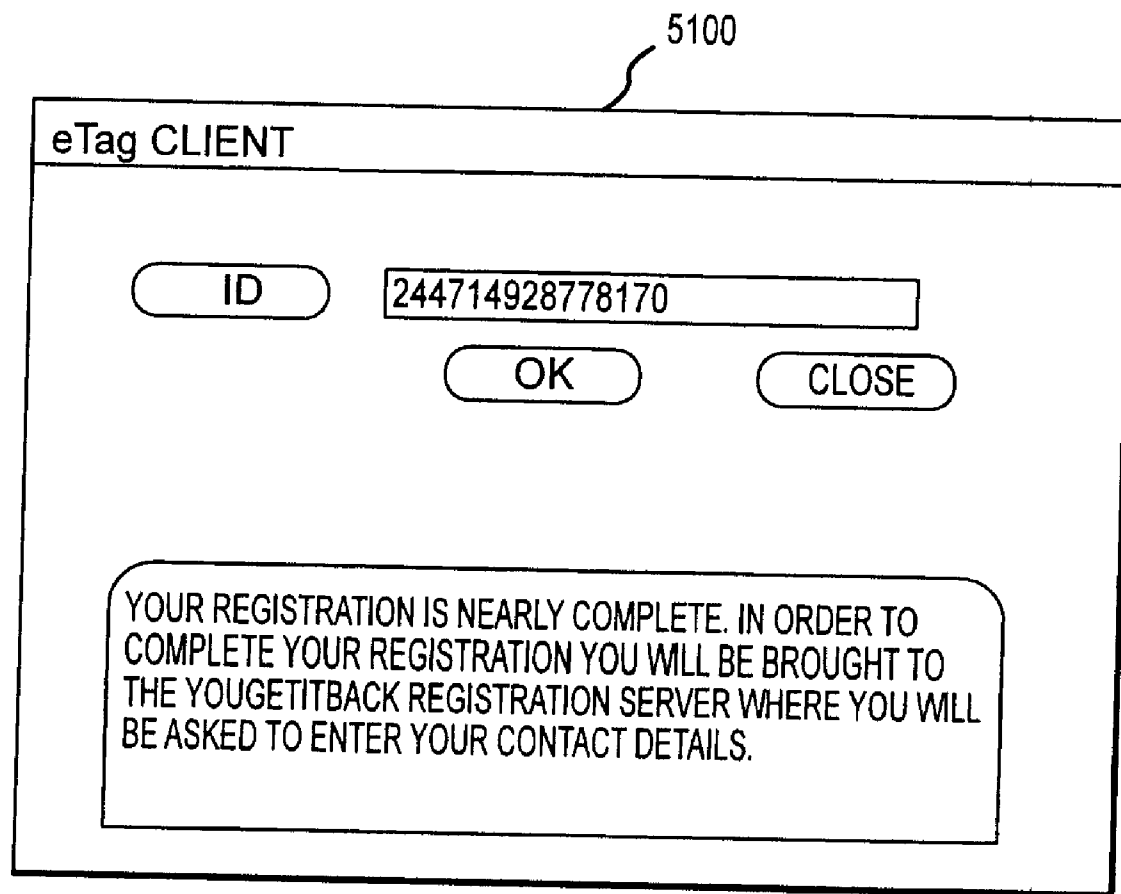 5100
eTag CLIENT
ID
244714928778170
OK
CLOSE
YOUR REGISTRATION IS NEARLY COMPLETE. IN ORDER TO
COMPLETE YOUR REGISTRATION YOU WILL BE BROUGHT TO
THE YOUGETITBACK REGISTRATION SERVER WHERE YOU WILL
BE ASKED TO ENTER YOUR CONTACT DETAILS.